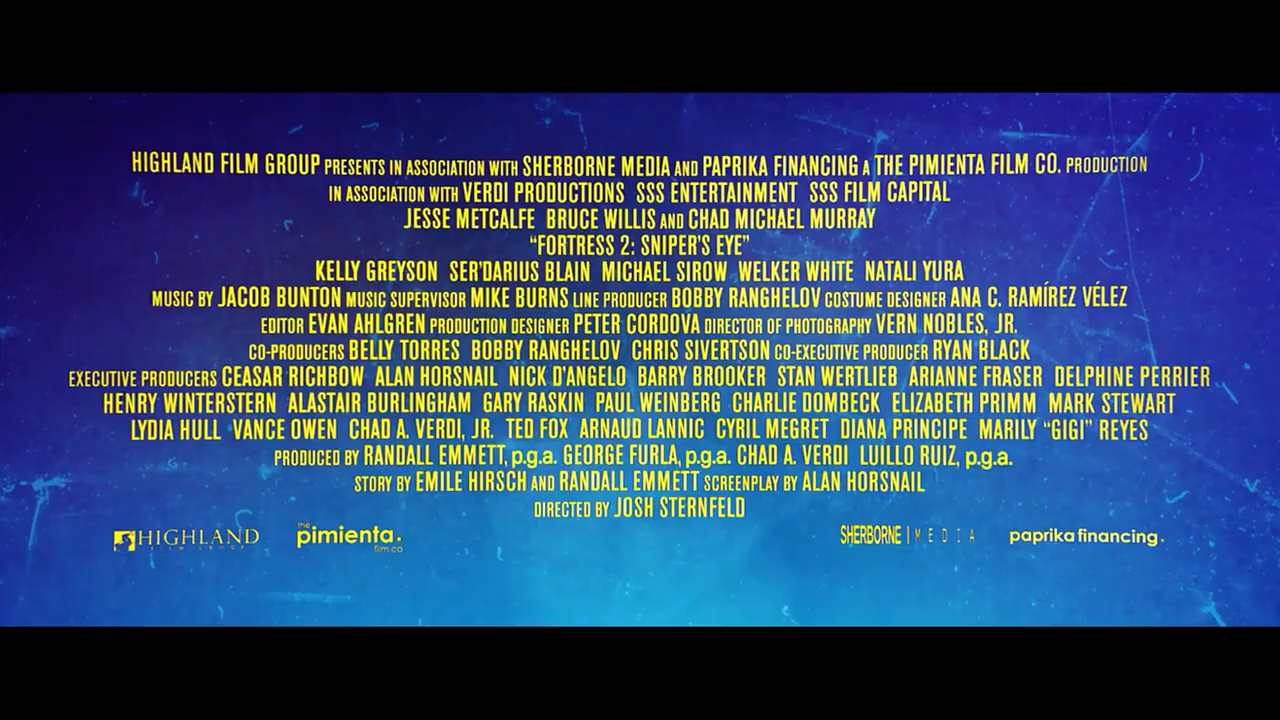 HIGHLAND FILM GROUP PRESENTS IN ASSOCIATION WITH SHERBORNE MEDIA AND PAPRIKA FINANCING A THE PIMIENTA FILM CO. PRODUCTION
IN ASSOCIATION WITH VERDI PRODUCTIONS SSS ENTERTAINMENT SSS FILM CAPITAL
JESSE METCALFE BRUCE WILLIS AND CHAD MICHAEL MURRAY
“FORTRESS 2: SNIPER’S EYE”
KELLY GREYSON SER’DARIUS BLAIN MICHAEL SIROW WELKER WHITE NATALI YURA
MUSIC BY JACOB BUNTON MUSIC SUPERVISOR MIKE BURNS LINE PRODUCER BOBBY RANGHELOV COSTUME DESIGNER ANA C. RAMÍREZ VÉLEZ
EDITOR EVAN AHLGREN PRODUCTION DESIGNER PETER CORDOVA DIRECTOR OF PHOTOGRAPHY VERN NOBLES, JR.
CO-PRODUCERS BELLY TORRES BOBBY RANGHELOV CHRIS SIVERTSON CO-EXECUTIVE PRODUCER RYAN BLACK
EXECUTIVE PRODUCERS CEASAR RICHBOW ALAN HORSNAIL NICK D’ANGELO BARRY BROOKER STAN WERTLIEB ARIANNE FRASER DELPHINE PERRIER
HENRY WINTERSTERN ALASTAIR BURLINGHAM GARY RASKIN PAUL WEINBERG CHARLIE DOMBECK ELIZABETH PRIMM MARK STEWART
LYDIA HULL VANCE OWEN CHAD A. VERDI, JR. TED FOX ARNAUD LANNIC CYRIL MEGRET DIANA PRINCIPE MARILY “GIGI” REYES
PRODUCED BY RANDALL EMMETT, p.g.a. GEORGE FURLA, p.g.a. CHAD A. VERDI LUILLO RUIZ, p.g.a.
STORY BY EMILE HIRSCH AND RANDALL EMMETT SCREENPLAY BY ALAN HORSNAIL
DIRECTED BY JOSH STERNFELD
HIGHLAND
FILM GROUP
the
pimienta.
film co
SHERBORNE | MEDIA
paprika financing.